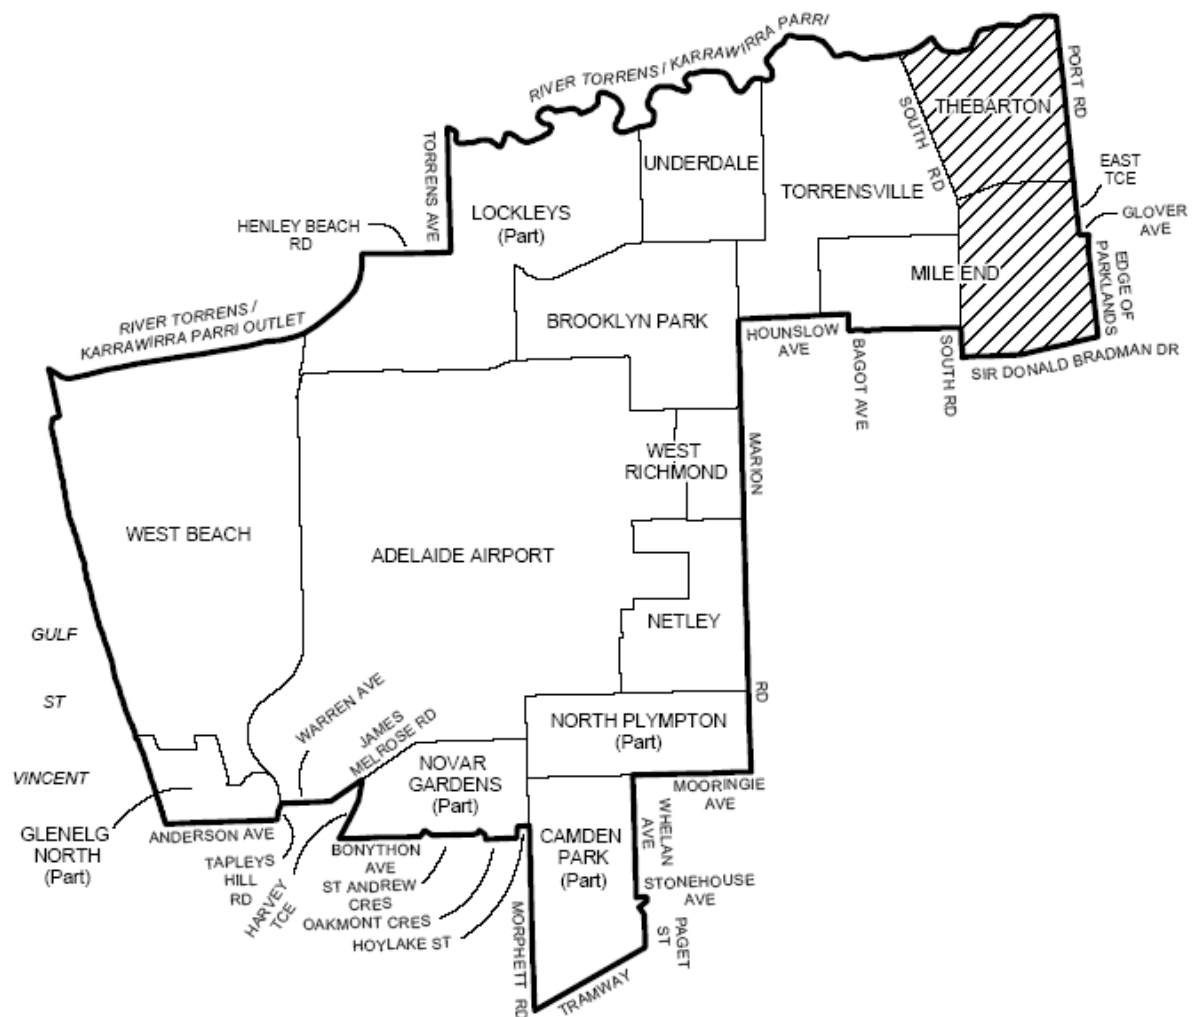 RIVER TORRENS / KARRAWIRRA PARRI
PORT RD
THEBARTON
SOUTH RD
TORRENS AVE
UNDERDALE
EAST
TCE
TORRENSVILLE
GLOVER
AVE
LOCKLEYS
(Part)
HENLEY BEACH
RD
MILE END
EDGE OF
PARKLANDS
RIVER TORRENS /
KARRAWIRRA PARRI OUTLET
BROOKLYN PARK
HOUNSLOW
AVE
BAGOT AVE
SOUTH RD
SIR DONALD BRADMAN DR
WEST
RICHMOND
MARION
RD
WEST BEACH
ADELAIDE AIRPORT
NETLEY
GULF
ST
VINCENT
WARREN AVE
JAMES
MELROSE RD
NORTH PLYMPTON
(Part)
NOVAR
GARDENS
(Part)
MOORINGIE
AVE
GLENELG
NORTH
(Part)
ANDERSON AVE
TAPLEYS
HILL
RD
HARVEY
TCE
BONYTHON
AVE
ST ANDREW
CRES
OAKMONT CRES
HOYLAKE ST
CAMDEN
PARK
(Part)
WHELAN
AVE
STONEHOUSE
AVE
PAGET
ST
MORPHETT RD
TRAMWAY